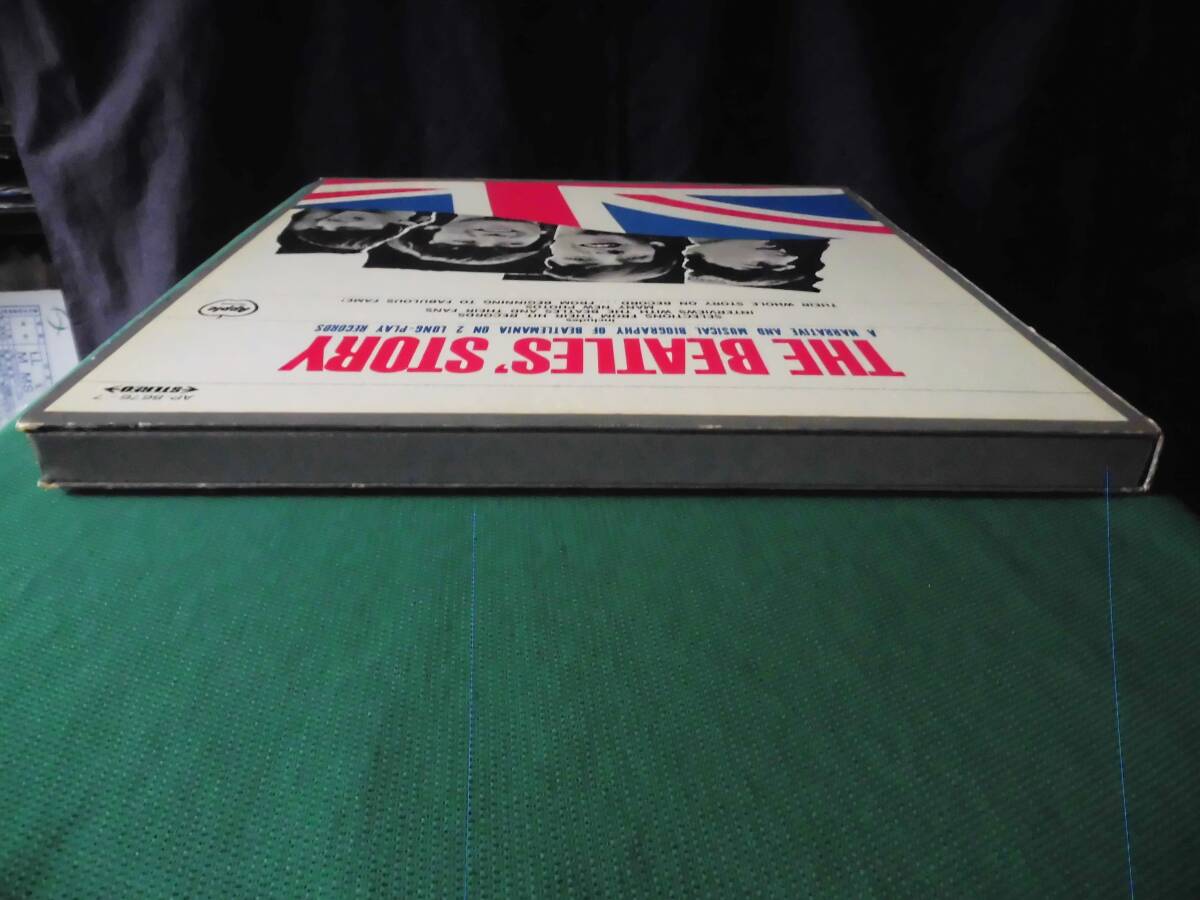 AP-8676-7
STEREO
THE BEATLES' STORY
A NARRATIVE AND MUSICAL BIOGRAPHY OF BEATLEMANIA ON 2 LONG-PLAY RECORDS
SELECTIONS FROM THEIR HIT RECORDS
INTERVIEWS WITH THE BEATLES AND THEIR FANS
MANY NEW PHOTOS!
THEIR WHOLE STORY ON RECORD : FROM BEGINNING TO FABULOUS FAME!
Apple